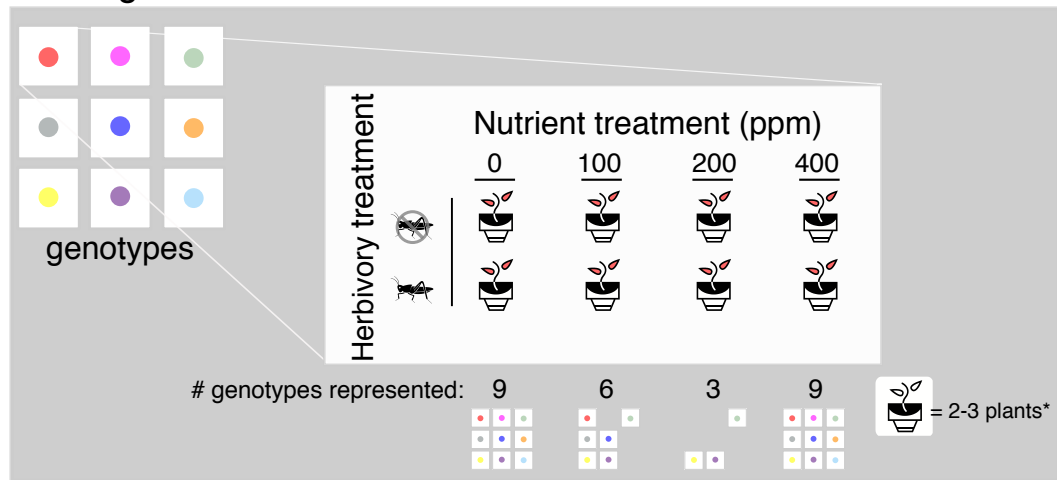 genotypes
Herbivory treatment
Nutrient treatment (ppm)
0 100 200 400
# genotypes represented: 9 6 3 9
= 2-3 plants*